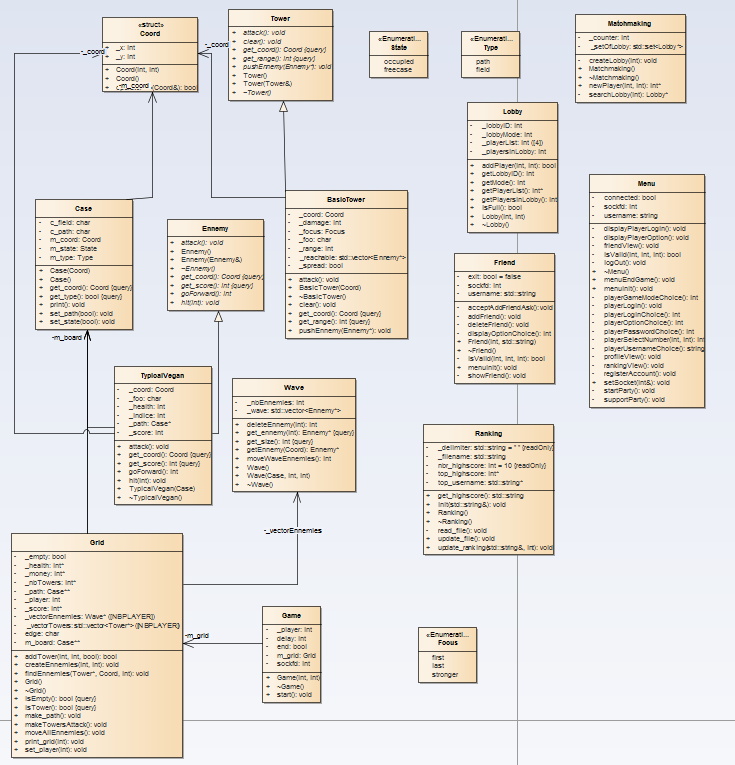 «struct»
Coord
- _x: int
- _y: int
+ Coord(int, int)
+ Coord()
-_coord
-_coord
-m_coord
Tower
+ attack(): void
+ clear(): void
+ get_coord(): Coord {query}
+ get_range(): int {query}
+ pushEnnemy(Ennemy*): void
+ Tower()
+ Tower(Tower&)
+ ~Tower()
«Enumerati...
State
occupied
freecase
«Enumerati...
Type
path
field
Matchmaking
- _counter: int
- _setOfLobby: std::set<Lobby*>
+ createLobby(int): void
+ Matchmaking()
+ ~Matchmaking()
+ newPlayer(int, int): int*
- searchLobby(int): Lobby*
Lobby
- _lobbyID: int
- _lobbyMode: int
- _playerList: int ([4])
- _playersInLobby: int
+ addPlayer(int, int): bool
+ getLobbyID(): int
+ getMode(): int
+ getPlayerList(): int*
+ getPlayersInLobby(): int
+ isFull(): bool
+ Lobby(int, int)
+ ~Lobby()
Menu
- connected: bool
- sockfd: int
- username: string
- displayPlayerLogin(): void
- displayPlayerOption(): void
- friendView(): void
- isValid(int, int, int): bool
- logOut(): void
+ ~Menu()
- menuEndGame(): void
+ menuInit(): void
- playerGameModeChoice(): int
- playerLogin(): void
- playerLoginChoice(): int
- playerOptionChoice(): int
- playerPasswordChoice(): int
- playerSelectNumber(int, int): int
- playerUsernameChoice(): string
- profileView(): void
- rankingView(): void
- registerAccount(): void
+ setSocket(int&): void
- startParty(): void
- supportParty(): void
Case
- c_field: char
- c_path: char
- m_coord: Coord
- m_state: State
- m_type: Type
+ Case(Coord)
+ Case()
+ get_coord(): Coord {query}
+ get_type(): bool {query}
+ print(): void
+ set_path(bool): void
+ set_state(bool): void
Ennemy
+ attack(): void
+ Ennemy()
+ Ennemy(Ennemy&)
+ ~Ennemy()
+ get_coord(): Coord {query}
+ get_score(): int {query}
+ goForward(): int
+ hit(int): void
BasicTower
- _coord: Coord
- _damage: int
- _focus: Focus
- _foo: char
- _range: int
- _reachable: std::vector<Ennemy*>
- _spread: bool
+ attack(): void
+ BasicTower(Coord)
+ ~BasicTower()
+ clear(): void
+ get_coord(): Coord {query}
+ get_range(): int {query}
+ pushEnnemy(Ennemy*): void
Friend
- exit: bool = false
- sockfd: int
- username: std::string
- acceptAddFriendAsk(): void
- addFriend(): void
- deleteFriend(): void
- displayOptionChoice(): int
+ Friend(int, std::string)
+ ~Friend()
- isValid(int, int, int): bool
+ menuInit(): void
- showFriend(): void
-m_board
TypicalVegan
- _coord: Coord
- _foo: char
- _health: int
- _indice: int
- _path: Case*
- _score: int
+ attack(): void
+ get_coord(): Coord {query}
+ get_score(): int {query}
+ goForward(): int
+ hit(int): void
+ TypicalVegan(Case)
+ ~TypicalVegan()
Wave
- _nbEnnemies: int
- _wave: std::vector<Ennemy*>
+ deleteEnnemy(int): int
+ get_ennemy(int): Ennemy* {query}
+ get_size(): int {query}
+ getEnnemy(Coord): Ennemy*
+ moveWaveEnnemies(): int
+ Wave()
+ Wave(Case, int, int)
+ ~Wave()
Ranking
- _delimiter: std::string = " " {readOnly}
- _filename: std::string
- nbr_highscore: int = 10 {readOnly}
- top_highscore: int*
- top_username: std::string*
+ get_highscore(): std::string
+ init(std::string&): void
+ Ranking()
+ ~Ranking()
- read_file(): void
+ update_file(): void
+ update_ranking(std::string&, int): void
-_vectorEnnemies
Grid
- _empty: bool
- _health: int*
- _money: int*
- _nbTowers: int*
- _path: Case**
- _player: int
- _score: int*
- _vectorEnnemies: Wave* ([NBPLAYER])
- _vectorTowers: std::vector<Tower*> ([NBPLAYER])
- edge: char
- m_board: Case**
+ addTower(int, int, bool): bool
+ createEnnemies(int, int): void
+ findEnnemies(Tower*, Coord, int): void
+ Grid()
+ ~Grid()
+ isEmpty(): bool {query}
+ isTower(): bool {query}
+ make_path(): void
+ makeTowersAttack(): void
+ moveAllEnnemies(): void
+ print_grid(int): void
+ set_player(int): void
-m_grid
Game
- _player: int
- delay: int
- end: bool
- m_grid: Grid
- sockfd: int
+ Game(int, int)
+ ~Game()
+ start(): void
«Enumerati...
Focus
first
last
stronger